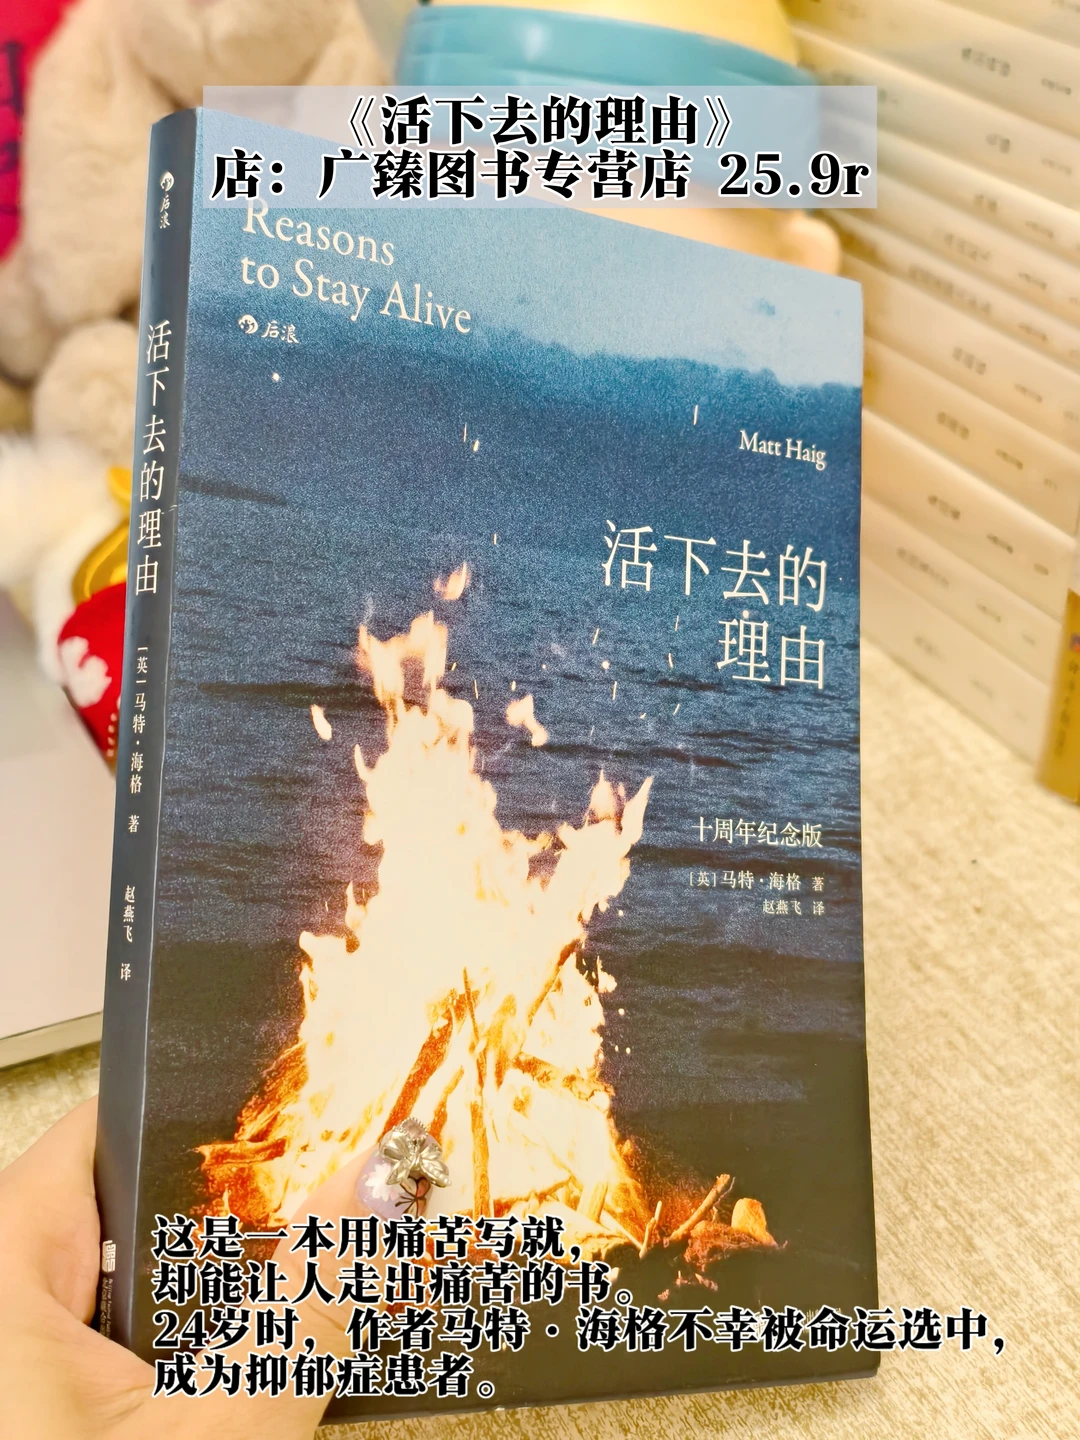 《活下去的理由》
店：广臻图书专营店 25.9r
Reasons
to Stay Alive
后浪
Matt Haig
活下去的
理由
十周年纪念版
[英]马特·海格 著
赵燕飞 译
后浪
活下去的理由
[英]马特·海格 著
赵燕飞 译
这是一本用痛苦写就，
却能让人走出痛苦的书。
24岁时，作者马特·海格不幸被命运选中，
成为抑郁症患者。